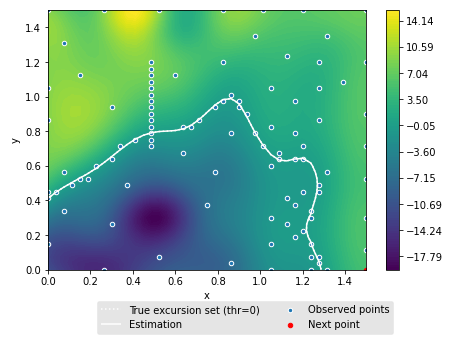 1.4
1.2
1.0
0.8
0.6
0.4
0.2
0.0
y
0.0 0.2 0.4 0.6 0.8 1.0 1.2 1.4
x
14.14
10.59
7.04
3.50
−0.05
−3.60
−7.15
−10.69
−14.24
−17.79
True excursion set (thr=0)
Estimation
Observed points
Next point